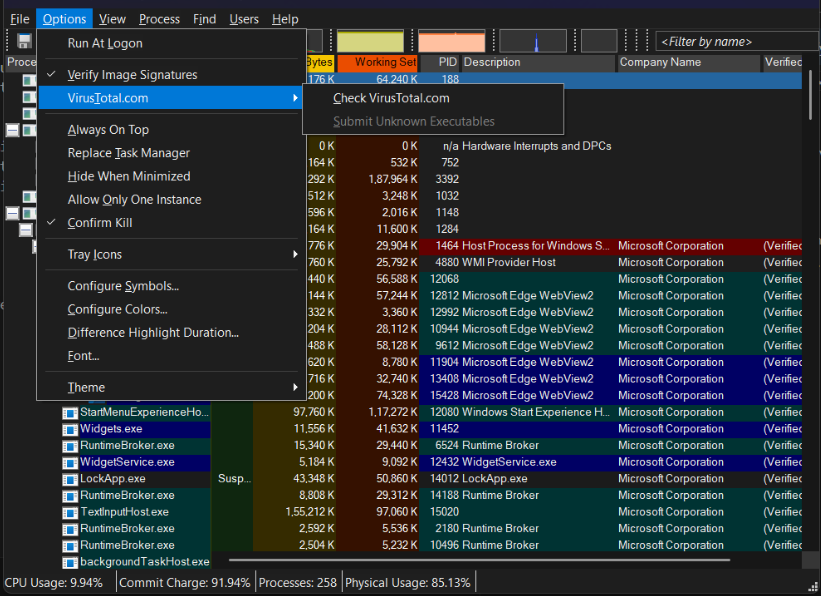 File Options View Process Find Users Help
<Filter by name>
Run At Logon
Verify Image Signatures
VirusTotal.com
Check VirusTotal.com
Submit Unknown Executables
Always On Top
Replace Task Manager
Hide When Minimized
Allow Only One Instance
Confirm Kill
Tray Icons
Configure Symbols...
Configure Colors...
Difference Highlight Duration...
Font...
Theme
Proce Bytes Working Set PID Description Company Name Verified
176 K 64,240 K 188
0 K 0 K n/a Hardware Interrupts and DPCs
164 K 532 K 752
292 K 1,87,964 K 3392
512 K 3,248 K 1032
596 K 2,016 K 1148
164 K 11,600 K 1284
776 K 29,904 K 1464 Host Process for Windows S... Microsoft Corporation (Verified
760 K 25,792 K 4880 WMI Provider Host Microsoft Corporation (Verified
440 K 56,588 K 12068 Microsoft Corporation (Verified
144 K 57,244 K 12812 Microsoft Edge WebView2 Microsoft Corporation (Verified
332 K 3,360 K 12992 Microsoft Edge WebView2 Microsoft Corporation (Verified
204 K 28,112 K 10944 Microsoft Edge WebView2 Microsoft Corporation (Verified
488 K 58,128 K 9612 Microsoft Edge WebView2 Microsoft Corporation (Verified
620 K 8,780 K 11904 Microsoft Edge WebView2 Microsoft Corporation (Verified
716 K 32,740 K 13408 Microsoft Edge WebView2 Microsoft Corporation (Verified
200 K 74,328 K 15428 Microsoft Edge WebView2 Microsoft Corporation (Verified
StartMenuExperienceHo... 97,760 K 1,17,272 K 12080 Windows Start Experience H... Microsoft Corporation (Verified
Widgets.exe 11,556 K 41,632 K 11452 Microsoft Corporation (Verified
RuntimeBroker.exe 15,340 K 29,440 K 6524 Runtime Broker Microsoft Corporation (Verified
WidgetService.exe 5,184 K 9,092 K 12432 WidgetService.exe Microsoft Corporation (Verified
LockApp.exe Susp... 43,348 K 50,860 K 14012 LockApp.exe Microsoft Corporation (Verified
RuntimeBroker.exe 8,808 K 29,312 K 14188 Runtime Broker Microsoft Corporation (Verified
TextInputHost.exe 1,55,212 K 97,060 K 15020 Microsoft Corporation (Verified
RuntimeBroker.exe 2,592 K 5,536 K 2180 Runtime Broker Microsoft Corporation (Verified
RuntimeBroker.exe 2,504 K 5,232 K 10496 Runtime Broker Microsoft Corporation (Verified
backgroundTaskHost.exe
CPU Usage: 9.94% Commit Charge: 91.94% Processes: 258 Physical Usage: 85.13%